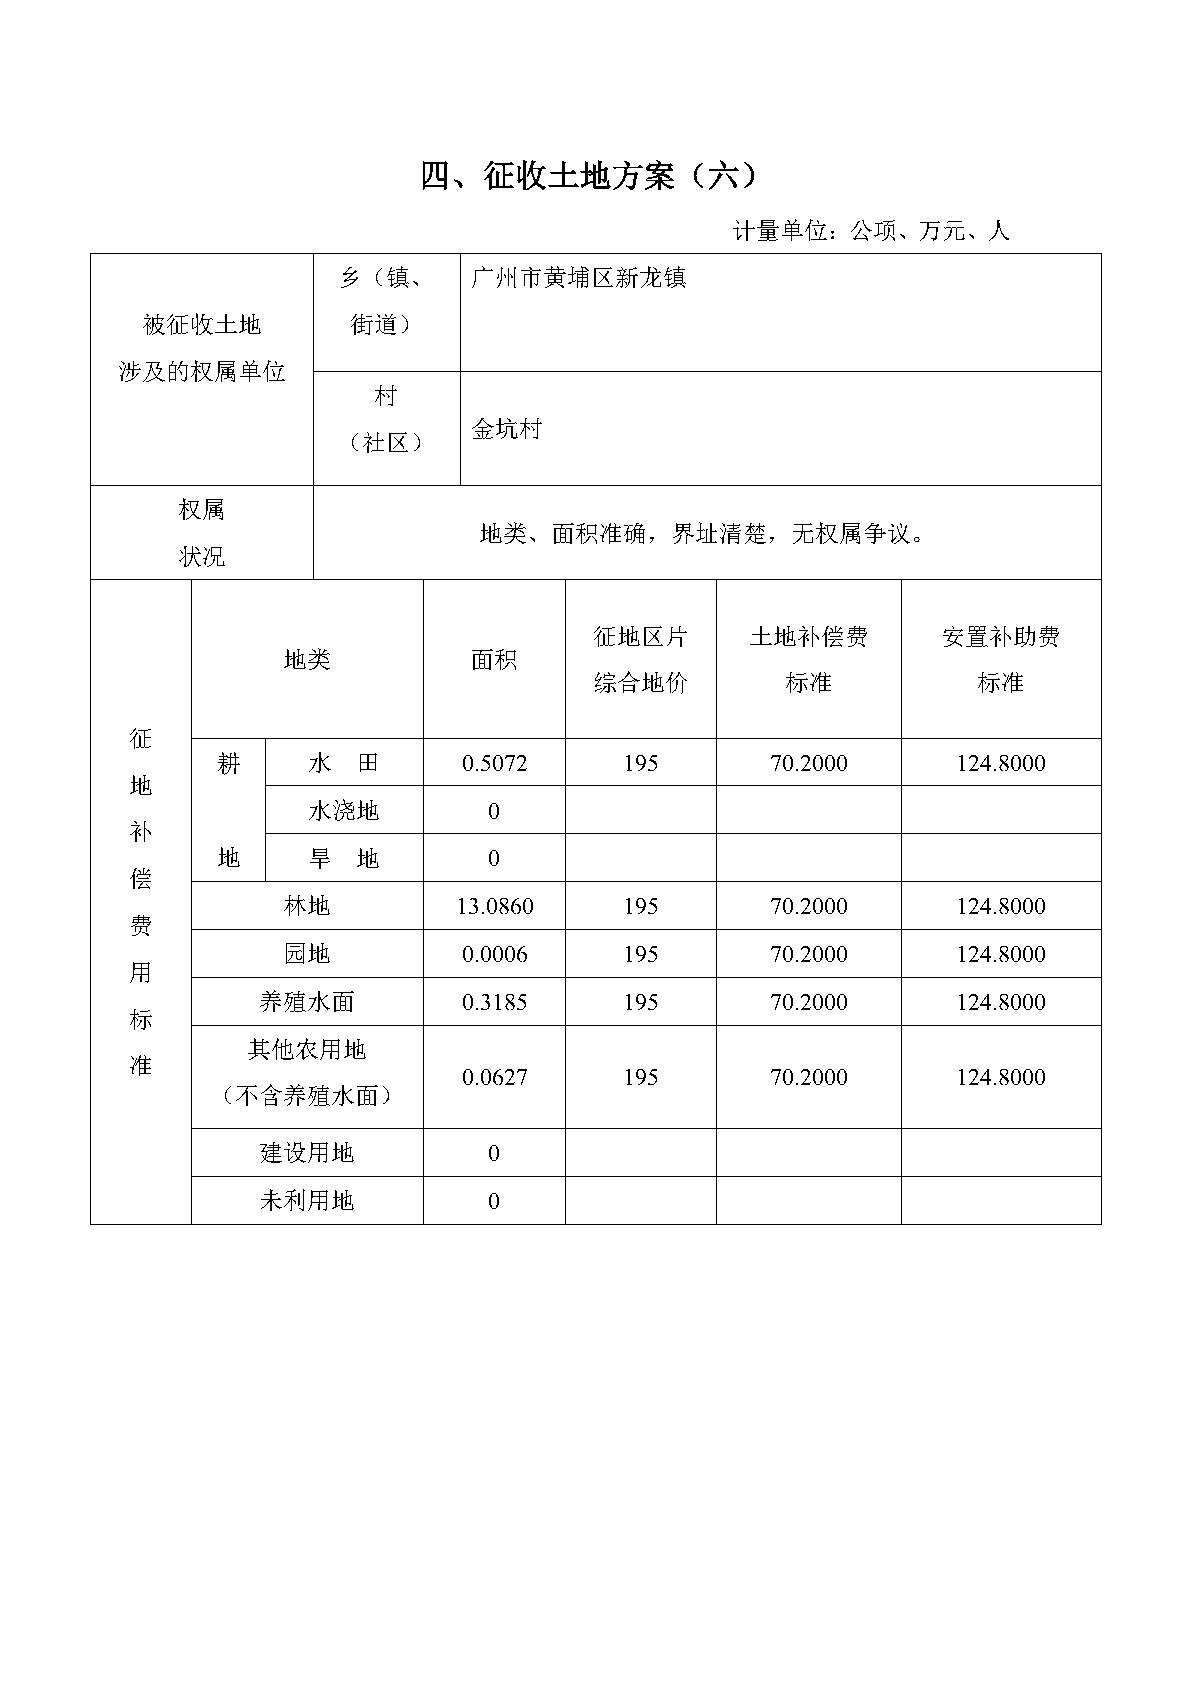 四、征收土地方案（六）
计量单位：公项、万元、人
被征收土地
涉及的权属单位
乡（镇、
街道）
广州市黄埔区新龙镇
村
（社区）
金坑村
权属
状况
地类、面积准确，界址清楚，无权属争议。
征
地
补
偿
费
用
标
准
地类
面积
征地区片
综合地价
土地补偿费
标准
安置补助费
标准
耕
地
水 田 0.5072 195 70.2000 124.8000
水浇地 0
旱 地 0
林地 13.0860 195 70.2000 124.8000
园地 0.0006 195 70.2000 124.8000
养殖水面 0.3185 195 70.2000 124.8000
其他农用地
（不含养殖水面）
0.0627 195 70.2000 124.8000
建设用地 0
未利用地 0